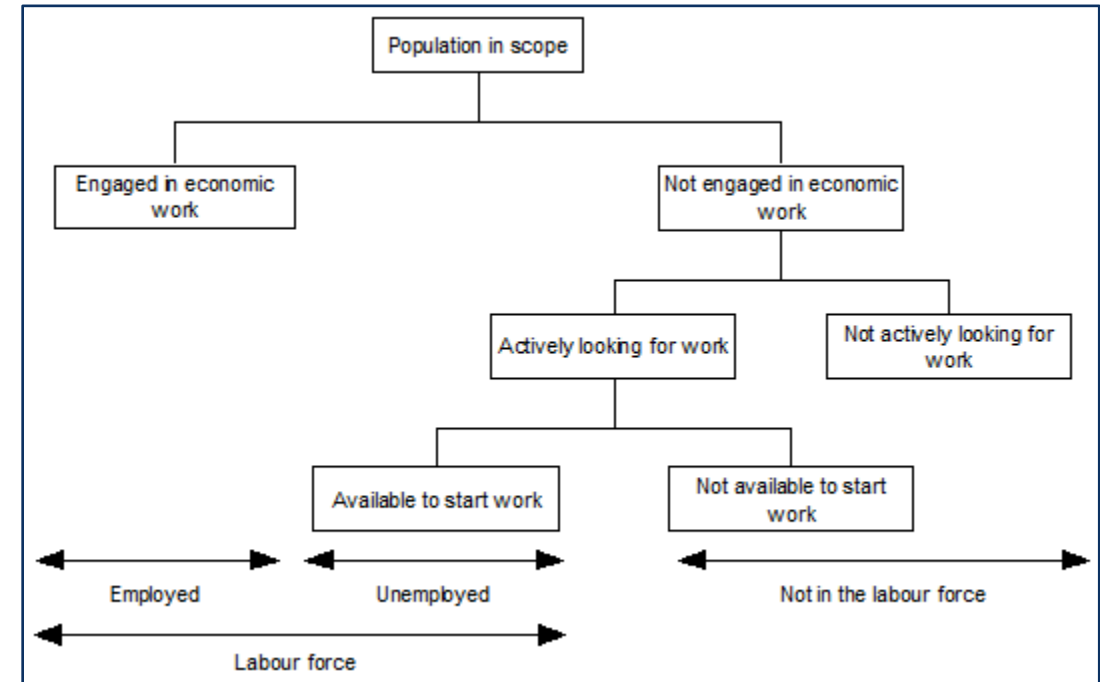 Population in scope
Engaged in economic
work
Not engaged in economic
work
Actively looking for work
Not actively looking for
work
Available to start work
Not available to start
work
Employed
Unemployed
Not in the labour force
Labour force